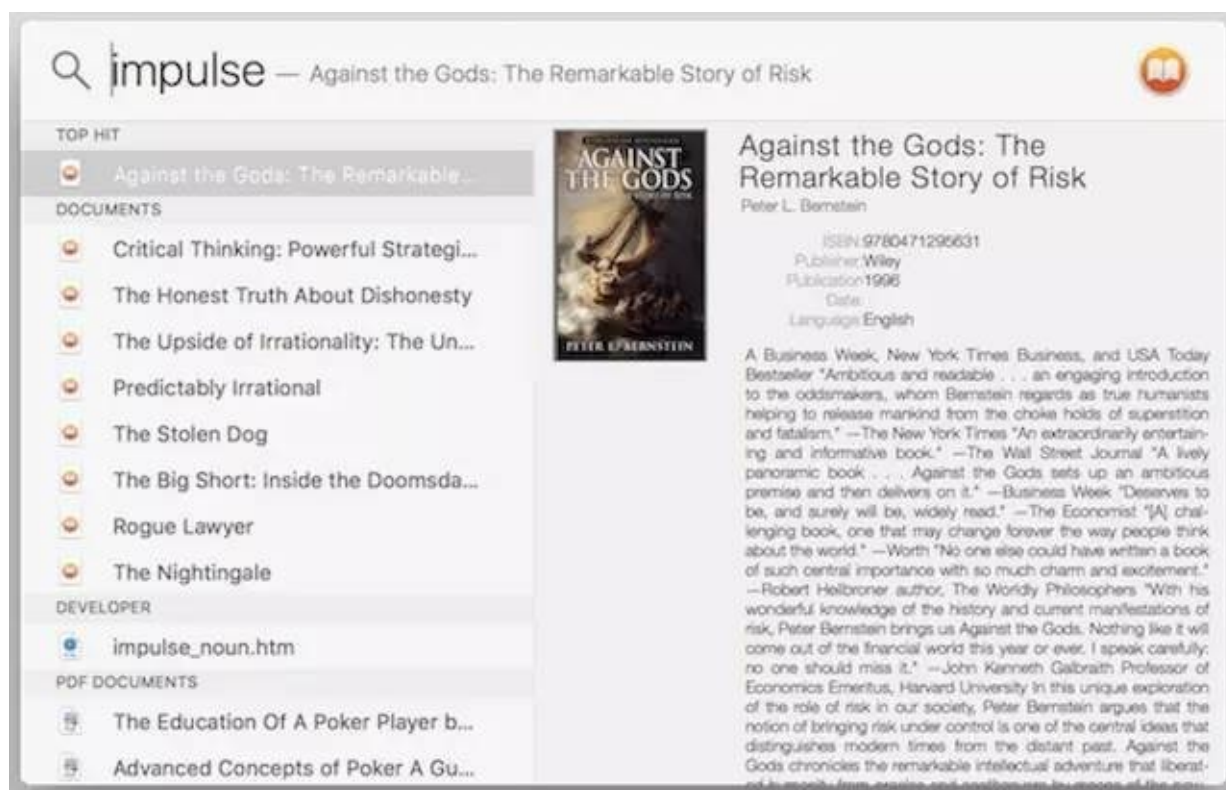 impulse — Against the Gods: The Remarkable Story of Risk
TOP HIT
Against the Gods: The Remarkable...
DOCUMENTS
Critical Thinking: Powerful Strategi...
The Honest Truth About Dishonesty
The Upside of Irrationality: The Un...
Predictably Irrational
The Stolen Dog
The Big Short: Inside the Doomsda...
Rogue Lawyer
The Nightingale
DEVELOPER
impulse_noun.htm
PDF DOCUMENTS
The Education Of A Poker Player b...
Advanced Concepts of Poker A Gu...
AGAINST
THE GODS
PETER L. BERNSTEIN
Against the Gods: The
Remarkable Story of Risk
Peter L. Bernstein
ISBN: 9780471295631
Publisher: Wiley
Publication 1996
Date:
Language: English
A Business Week, New York Times Business, and USA Today
Bestseller "Ambitious and readable . . . an engaging introduction
to the oddsmakers, whom Bernstein regards as true humanists
helping to release mankind from the choke holds of superstition
and fatalism." —The New York Times "An extraordinarily entertain-
ing and informative book." —The Wall Street Journal "A lively
panoramic book . . . Against the Gods sets up an ambitious
premise and then delivers on it." —Business Week "Deserves to
be, and surely will be, widely read." —The Economist "[A] chal-
lenging book, one that may change forever the way people think
about the world." —Worth "No one else could have written a book
of such central importance with so much charm and excitement."
—Robert Heilbroner author, The Worldly Philosophers "With his
wonderful knowledge of the history and current manifestations of
risk, Peter Bernstein brings us Against the Gods. Nothing like it will
come out of the financial world this year or ever. I speak carefully:
no one should miss it." —John Kenneth Galbraith Professor of
Economics Emeritus, Harvard University In this unique exploration
of the role of risk in our society, Peter Bernstein argues that the
notion of bringing risk under control is one of the central ideas that
distinguishes modern times from the distant past. Against the
Gods chronicles the remarkable intellectual adventure that liberat-